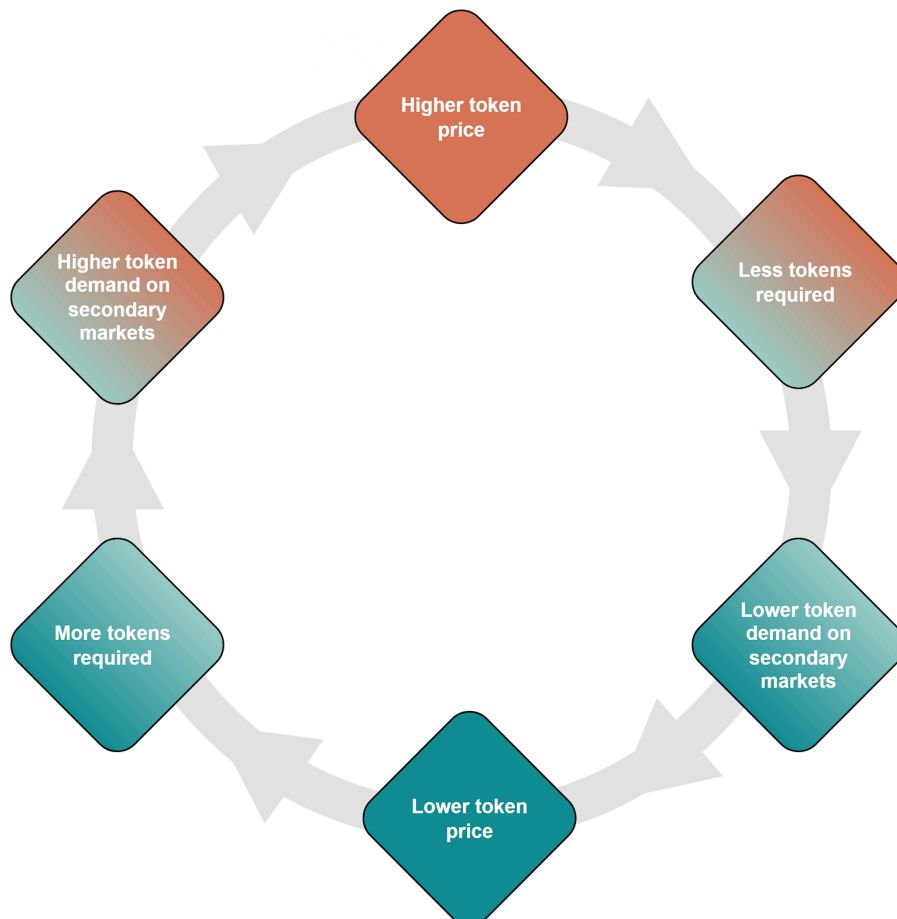 Higher token
price
Less tokens
required
Lower token
demand on
secondary
markets
Lower token
price
More tokens
required
Higher token
demand on
secondary
markets